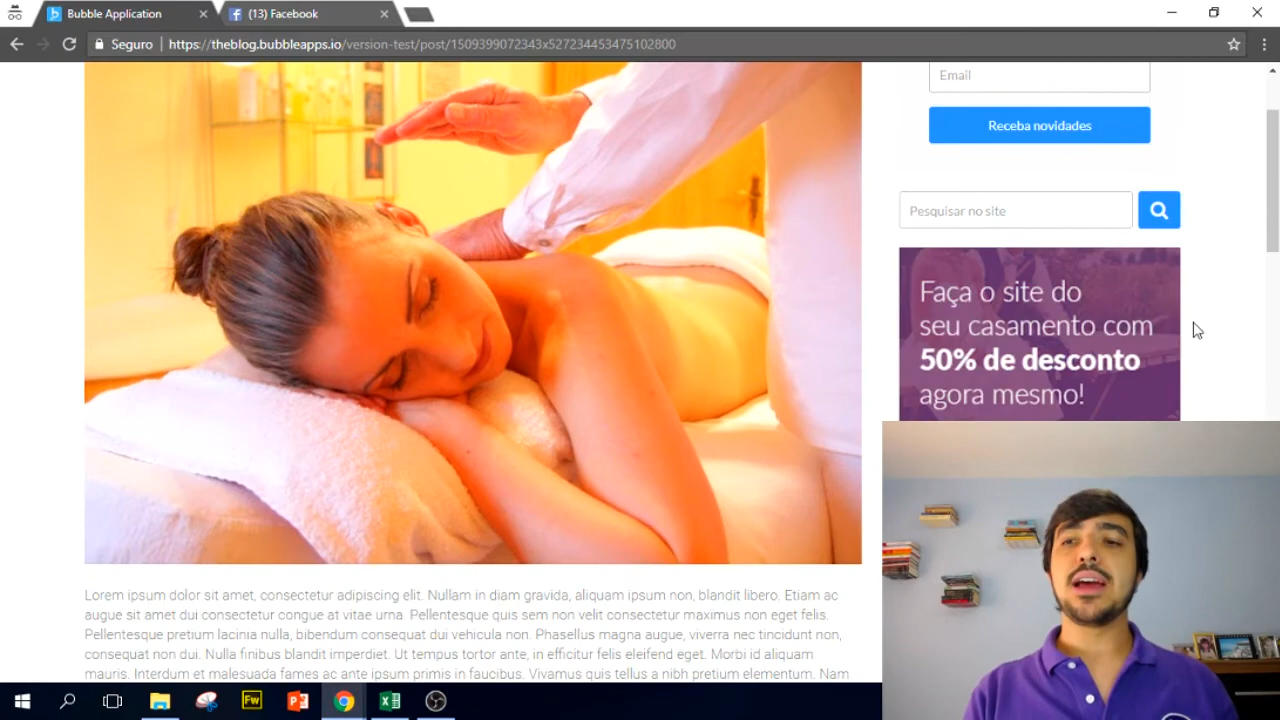 Bubble Application
(13) Facebook
Seguro
https://theblog.bubbleapps.io/version-test/post/1509399072343x527234453475102800
Email
Receba novidades
Pesquisar no site
Faça o site do
seu casamento com
50% de desconto
agora mesmo!
Lorem ipsum dolor sit amet, consectetur adipiscing elit. Nullam in diam gravida, aliquam ipsum non, blandit libero. Etiam ac
augue sit amet dui consectetur congue at vitae urna. Pellentesque quis sem non velit consectetur maximus non eget felis.
Pellentesque pretium lacinia nulla, bibendum consequat dui vehicula non. Phasellus magna augue, viverra nec tincidunt non,
consequat non dui. Nulla finibus blandit imperdiet. Ut tempus tortor ante, in efficitur felis eleifend eget. Morbi id aliquam
mauris. Interdum et malesuada fames ac ante ipsum primis in faucibus. Vivamus quis tellus a nibh pretium elementum. Nam
Fw